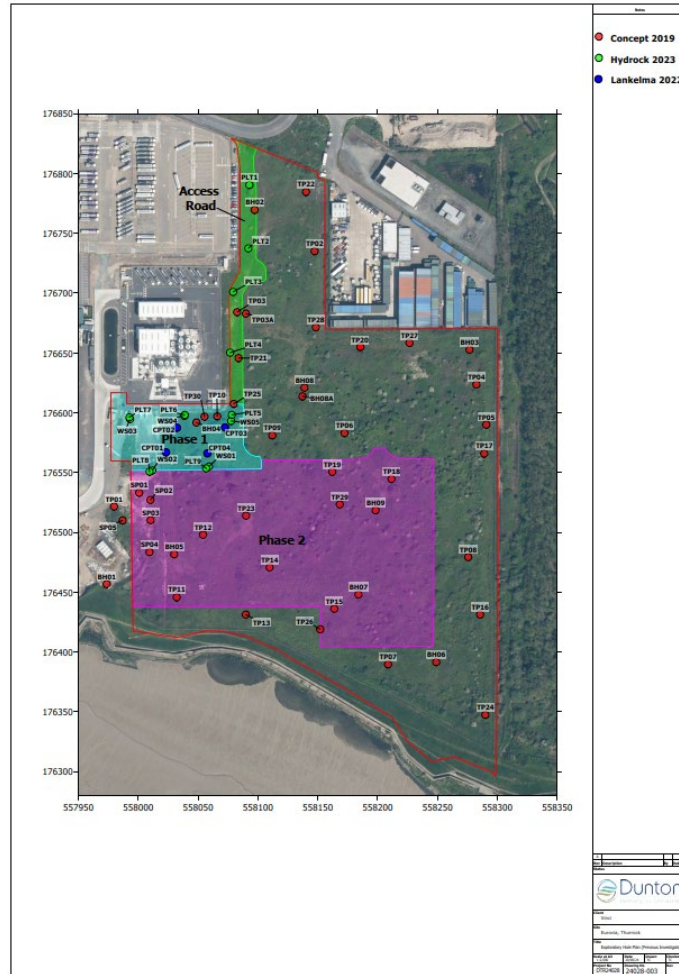 Notes
Concept 2019
Hydrock 2023
Lankelma 2022
176850
176800
176750
176700
176650
176600
176550
176500
176450
176400
176350
176300
557950
558000
558050
558100
558150
558200
558250
558300
558350
PLT1
TP22
Access
Road
BH02
PLT2
TP02
PLT3
TP03
TP03A
TP28
PLT4
TP21
TP20
TP27
BH03
TP04
BH08
BH08A
TP30
TP10
TP25
PLT7
PLT6
PLT5
WS04
WS05
WS03
CPT02
BH04
CPT03
TP09
TP06
TP05
Phase 1
CPT01
CPT04
PLT8
WS02
PLT9
WS01
TP17
TP19
TP18
SP01
SP02
TP01
SP03
SP05
TP23
TP29
BH09
TP12
Phase 2
SP04
BH05
TP14
TP08
BH01
TP11
BH07
TP15
TP16
TP13
TP26
TP07
BH06
TP24
Dunton
24028-003